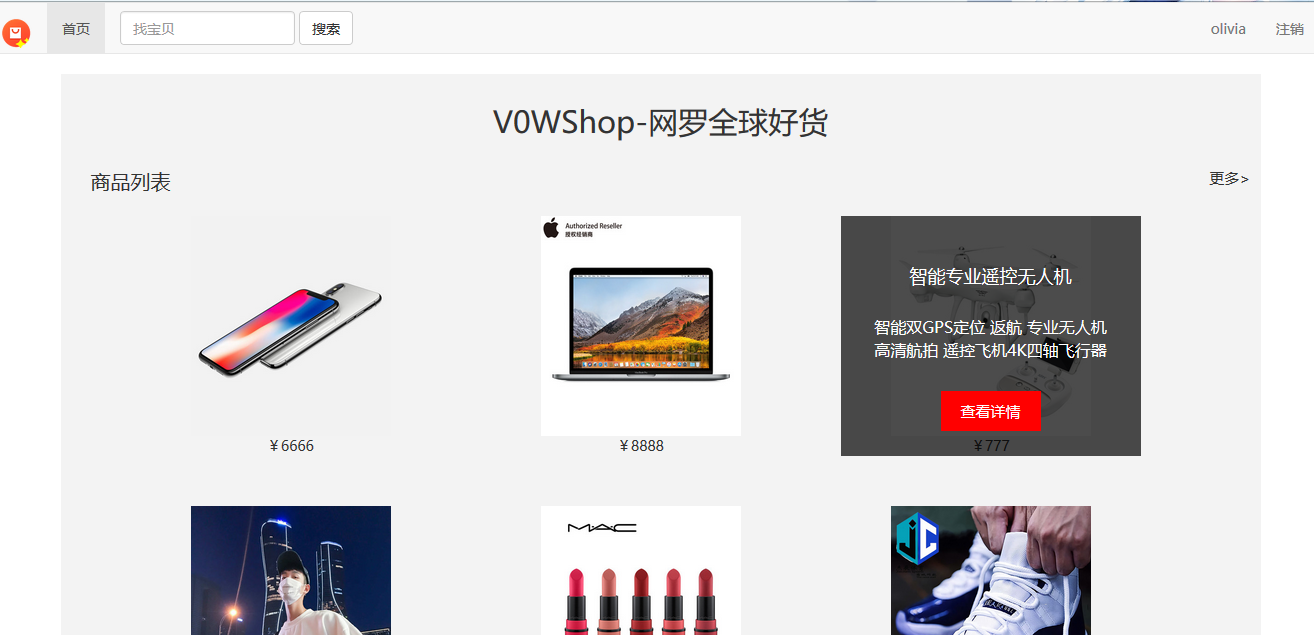 首页
找宝贝
搜索
olivia
注销
V0WShop-网罗全球好货
商品列表
更多>
Authorized Reseller
授权经销商
智能专业遥控无人机
智能双GPS定位 返航 专业无人机
高清航拍 遥控飞机4K四轴飞行器
查看详情
￥6666
￥8888
￥777
MAC
JC